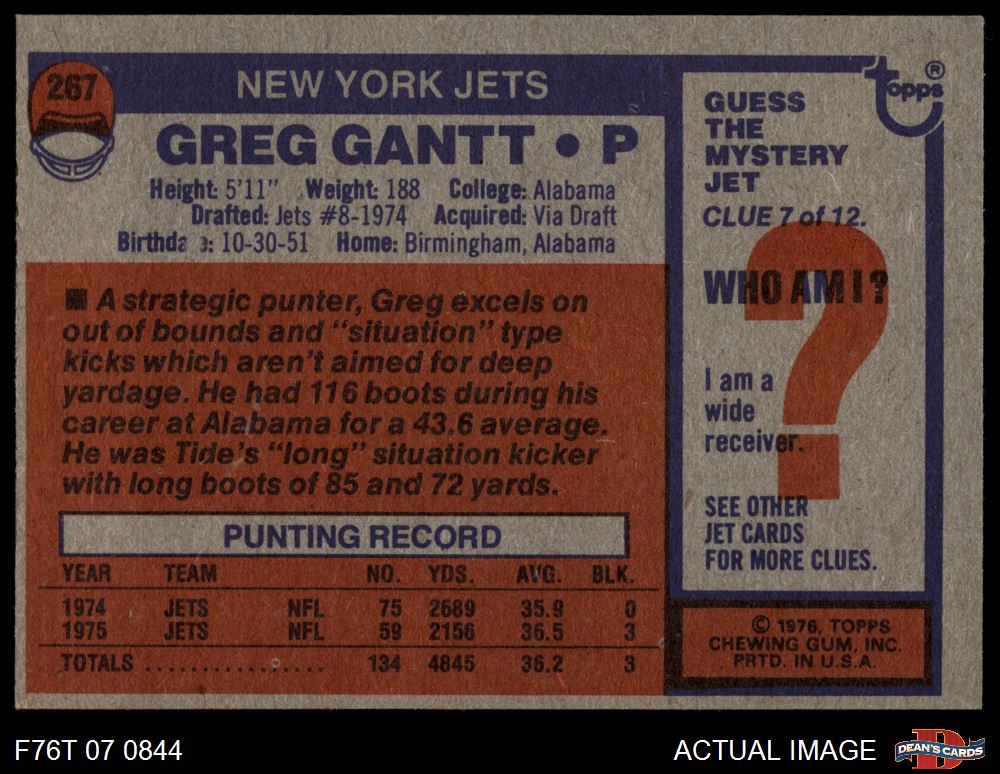 267
NEW YORK JETS
GREG GANTT • P
Height: 5'11" Weight: 188 College: Alabama
Drafted: Jets #8-1974 Acquired: Via Draft
Birthda e: 10-30-51 Home: Birmingham, Alabama
■ A strategic punter, Greg excels on
out of bounds and "situation" type
kicks which aren't aimed for deep
yardage. He had 116 boots during his
career at Alabama for a 43.6 average.
He was Tide's "long" situation kicker
with long boots of 85 and 72 yards.
PUNTING RECORD
YEAR TEAM NO. YDS. AVG. BLK.
1974 JETS NFL 75 2689 35.9 0
1975 JETS NFL 59 2156 36.5 3
TOTALS .................. 134 4845 36.2 3
topps ®
GUESS
THE
MYSTERY
JET
CLUE 7 of 12.
?
WHO AM I?
I am a
wide
receiver.
SEE OTHER
JET CARDS
FOR MORE CLUES.
© 1976, TOPPS
CHEWING GUM, INC.
PRTD. IN U.S.A.
F76T 07 0844
ACTUAL IMAGE
D
DEAN'S CARDS